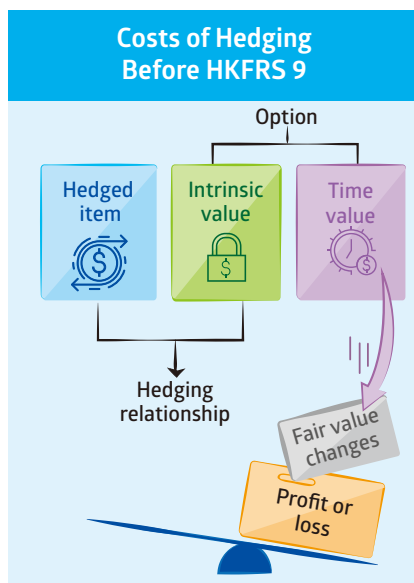 Costs of Hedging
Before HKFRS 9
Option
Hedged
item
$
Intrinsic
value
$
Time
value
$
Hedging
relationship
Fair value
changes
Profit or
loss